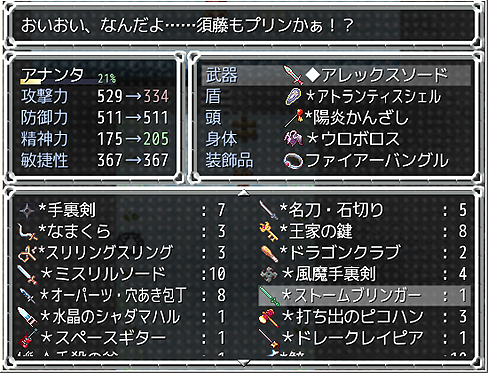 おいおい、なんだよ……須藤もプリンかぁ！？
アナンタ 21%
攻撃力 529→334
防御力 511→511
精神力 175→205
敏捷性 367→367
武器 ◆アレックスソード
盾 *アトランティスシェル
頭 *陽炎かんざし
身体 *ウロボロス
装飾品 ファイアーバングル
*手裏剣 : 7 *名刀・石切り : 5
*なまくら : 3 *王家の鍵 : 8
*スリリングスリング : 3 *ドラゴンクラブ : 2
*ミスリルソード :10 *風魔手裏剣 : 4
*オーパーツ・穴あき包丁 : 8 *ストームブリンガー : 1
*水晶のシャダマハル : 1 *打ち出のピコハン : 3
*スペースギター : 1 *ドレークレイピア : 1